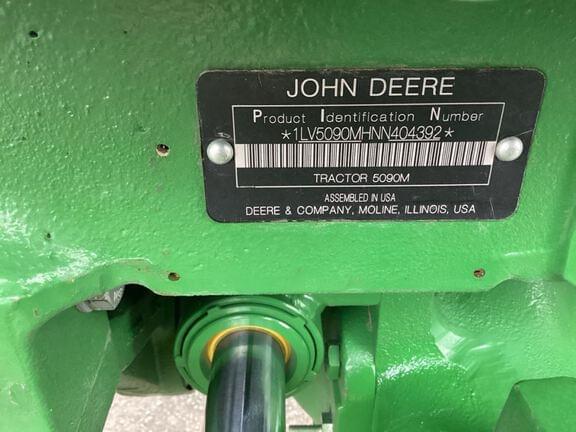 JOHN DEERE
Product Identification Number
*1LV5090MHNN404392*
TRACTOR 5090M
ASSEMBLED IN USA
DEERE & COMPANY, MOLINE, ILLINOIS, USA